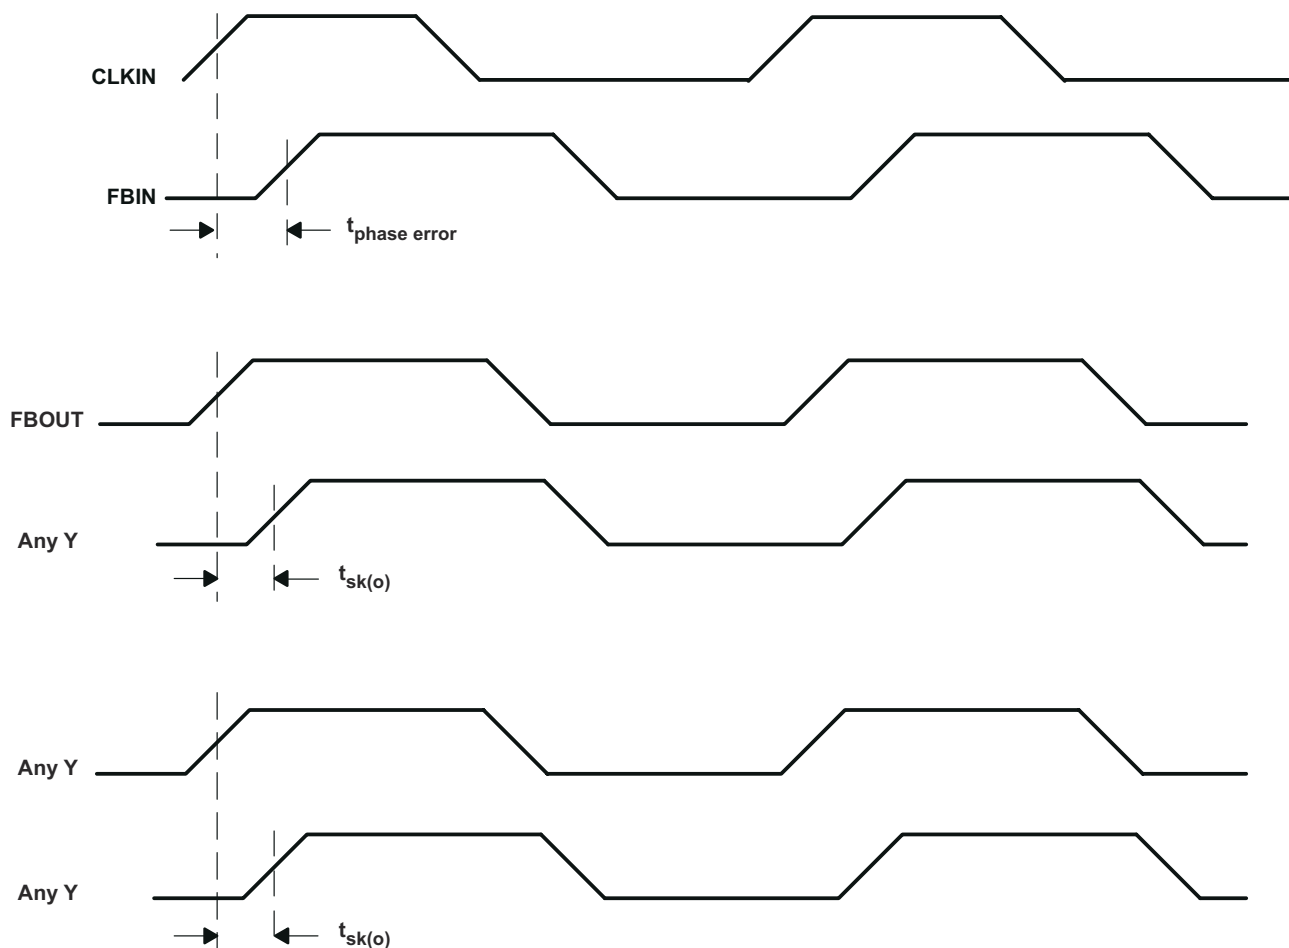 CLKIN
FBIN
tphase error
FBOUT
Any Y
tsk(o)
Any Y
Any Y
tsk(o)